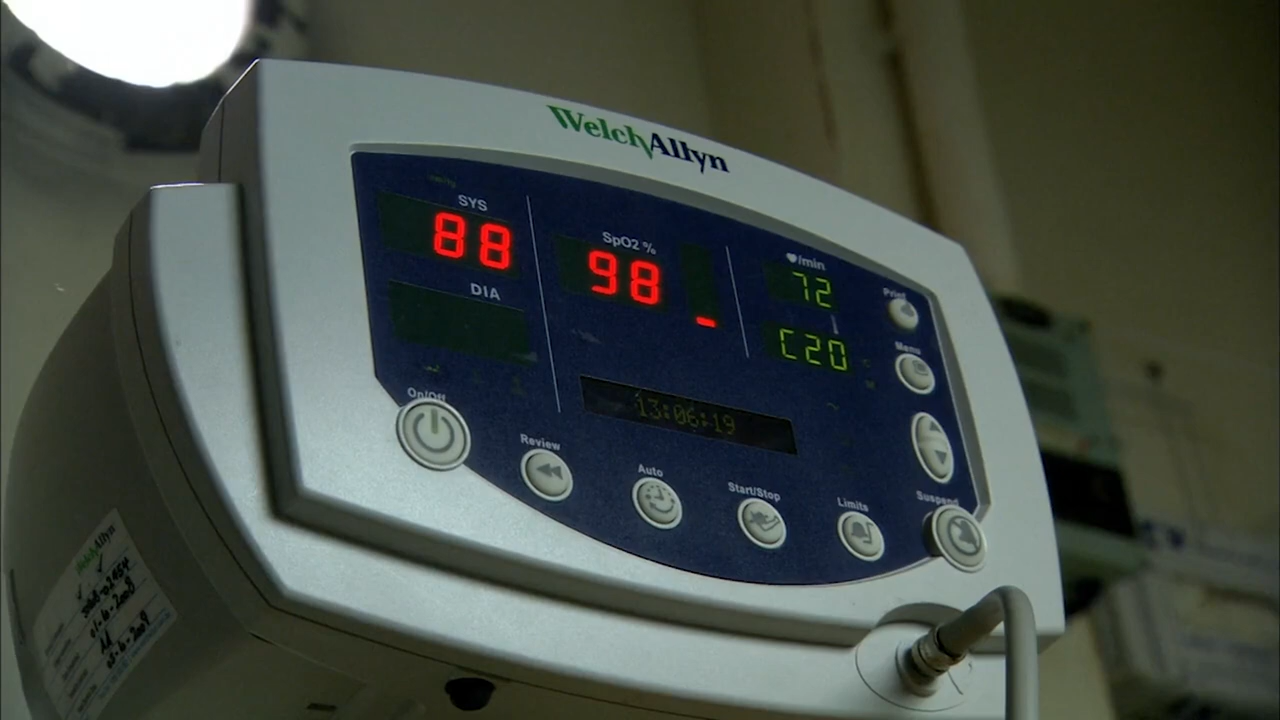 WelchAllyn
SYS
88
DIA
SpO2 %
98
♥/min
72
C20
13:06:19
Print
Menu
On/Off
Review
Auto
Start/Stop
Limits
Suspend
WelchAllyn